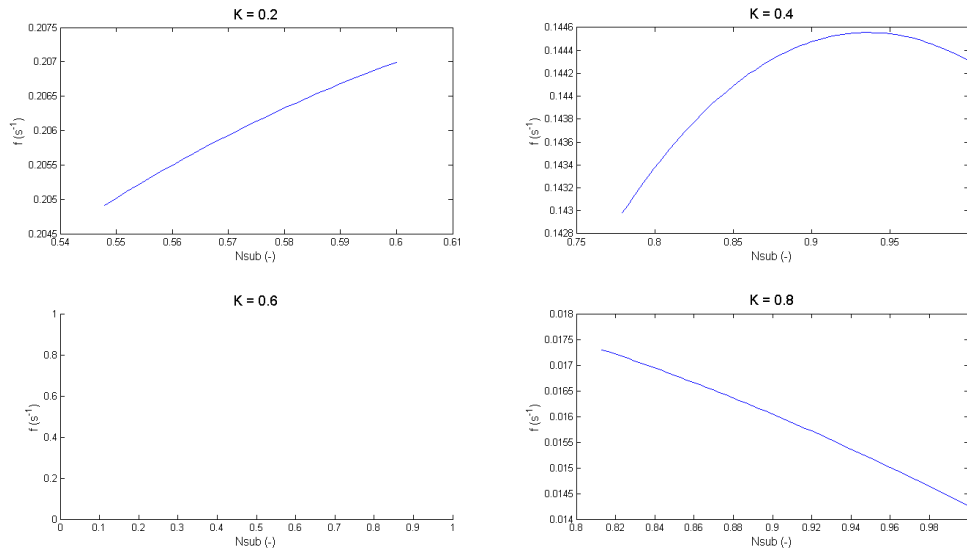 K = 0.2
0.2075
0.207
0.2065
0.206
0.2055
0.205
0.2045
f (s⁻¹)
0.54 0.55 0.56 0.57 0.58 0.59 0.6 0.61
Nsub (-)
K = 0.4
0.1446
0.1444
0.1442
0.144
0.1438
0.1436
0.1434
0.1432
0.143
0.1428
f (s⁻¹)
0.75 0.8 0.85 0.9 0.95
Nsub (-)
K = 0.6
1
0.8
0.6
0.4
0.2
0
f (s⁻¹)
0 0.1 0.2 0.3 0.4 0.5 0.6 0.7 0.8 0.9 1
Nsub (-)
K = 0.8
0.018
0.0175
0.017
0.0165
0.016
0.0155
0.015
0.0145
0.014
f (s⁻¹)
0.8 0.82 0.84 0.86 0.88 0.9 0.92 0.94 0.96 0.98
Nsub (-)